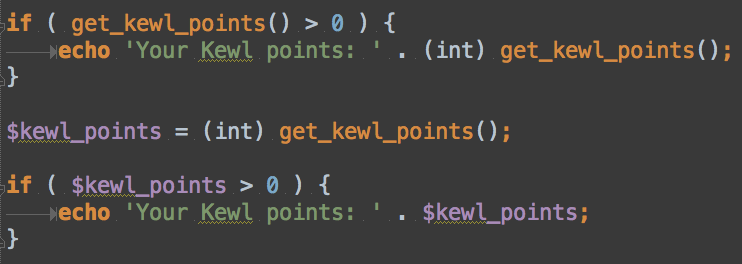 if ( get_kewl_points() > 0 ) {
echo 'Your Kewl points: ' . (int) get_kewl_points();
}
$kewl_points = (int) get_kewl_points();
if ( $kewl_points > 0 ) {
echo 'Your Kewl points: ' . $kewl_points;
}